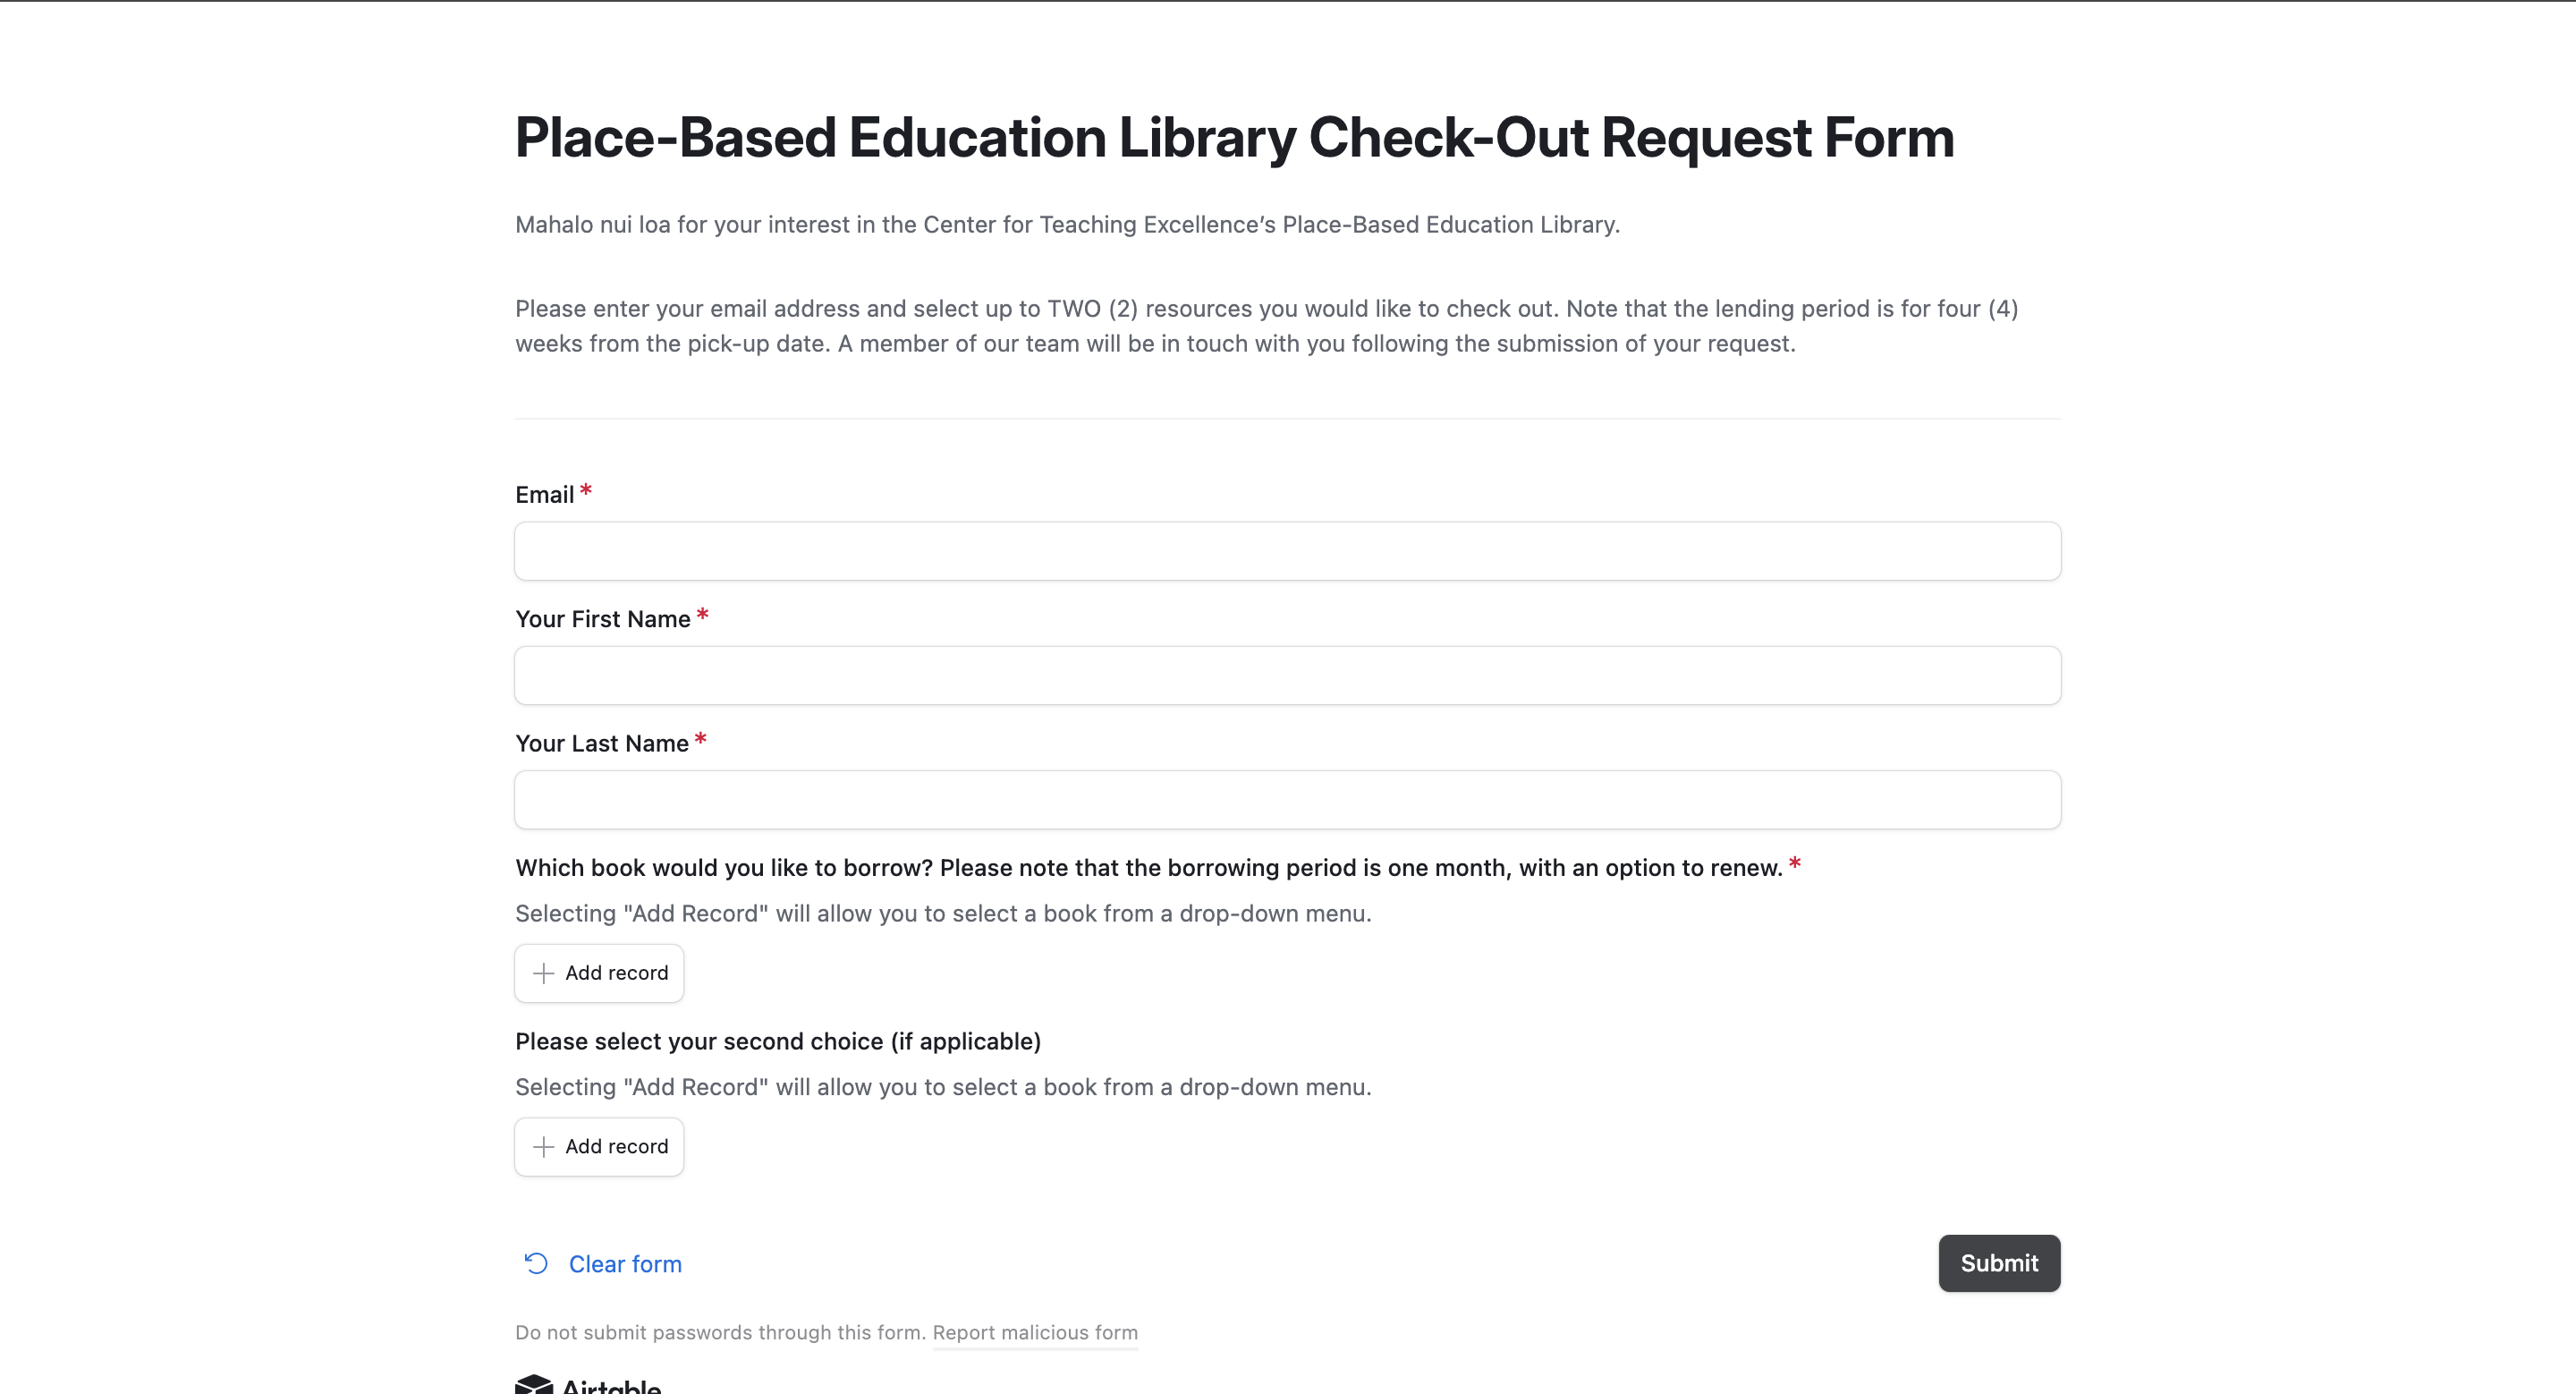 Place-Based Education Library Check-Out Request Form
Mahalo nui loa for your interest in the Center for Teaching Excellence’s Place-Based Education Library.
Please enter your email address and select up to TWO (2) resources you would like to check out. Note that the lending period is for four (4)
weeks from the pick-up date. A member of our team will be in touch with you following the submission of your request.
Email *
Your First Name *
Your Last Name *
Which book would you like to borrow? Please note that the borrowing period is one month, with an option to renew. *
Selecting "Add Record" will allow you to select a book from a drop-down menu.
Add record
Please select your second choice (if applicable)
Selecting "Add Record" will allow you to select a book from a drop-down menu.
Add record
Clear form
Submit
Do not submit passwords through this form. Report malicious form
Airtable